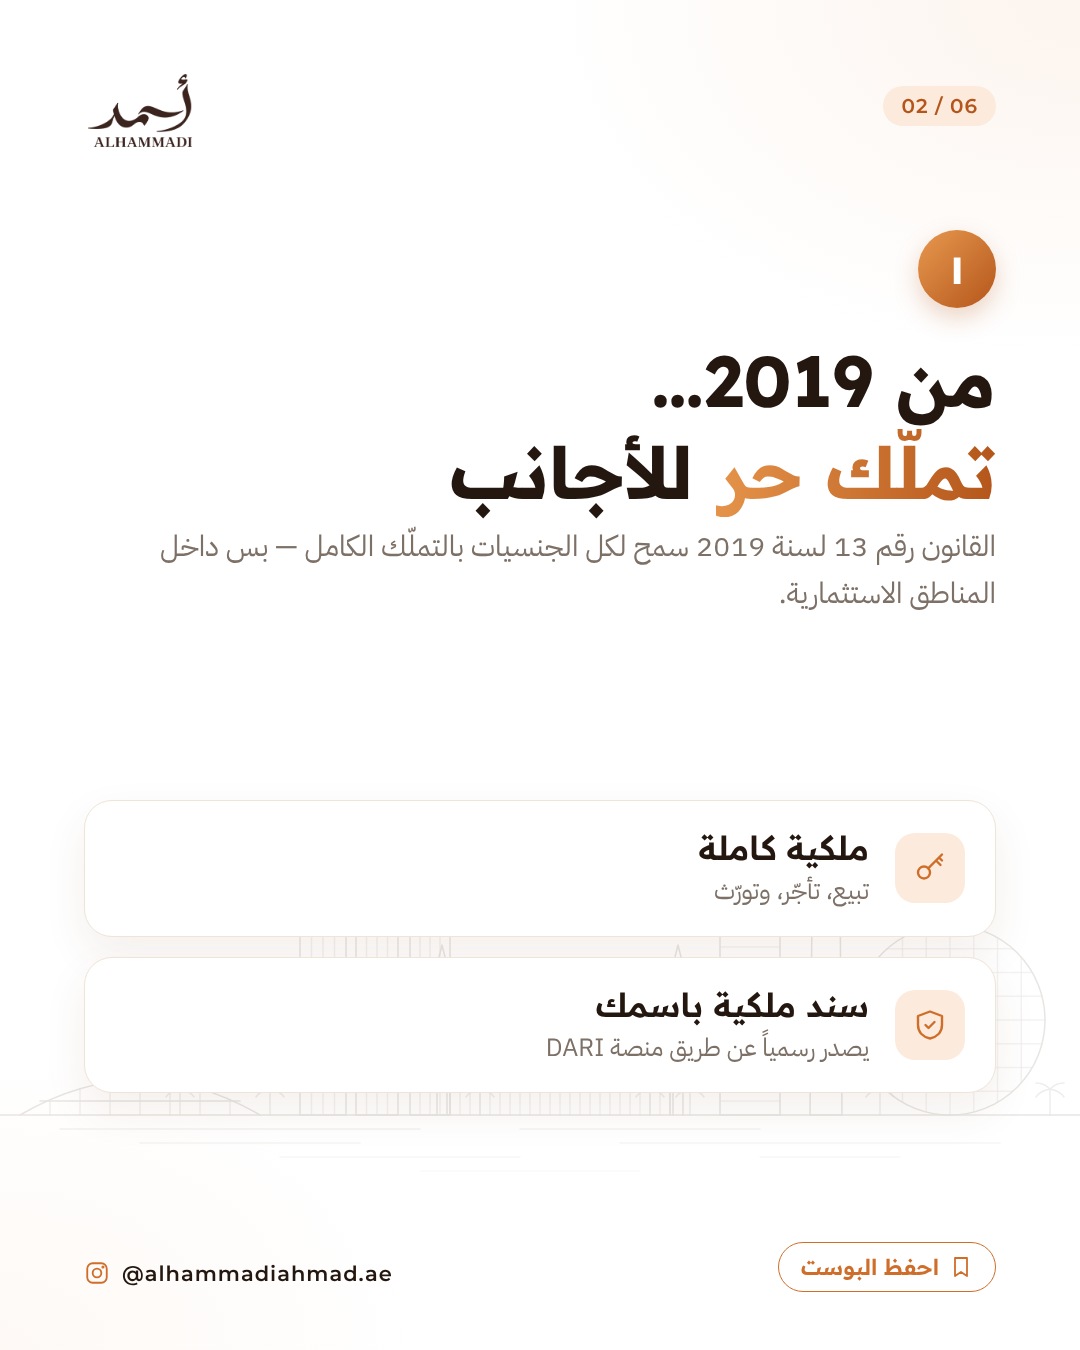 أحمد
ALHAMMADI
02 / 06
١
من 2019...
تملّك حر للأجانب
القانون رقم 13 لسنة 2019 سمح لكل الجنسيات بالتملّك الكامل — بس داخل
المناطق الاستثمارية.
ملكية كاملة
تبيع، تأجّر، وتورّث
سند ملكية باسمك
يصدر رسمياً عن طريق منصة DARI
احفظ البوست
@alhammadiahmad.ae